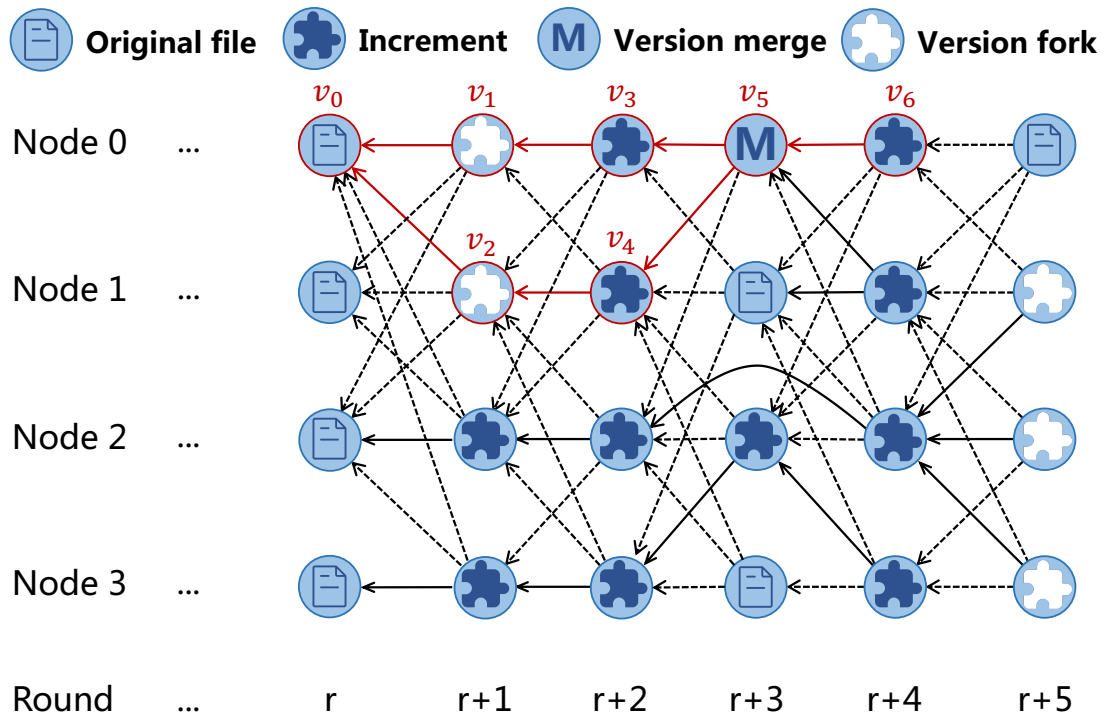 Original file Increment Version merge Version fork
v₀ v₁ v₃ v₅ v₆
Node 0 ...
M
v₂ v₄
Node 1 ...
Node 2 ...
Node 3 ...
Round ... r r+1 r+2 r+3 r+4 r+5